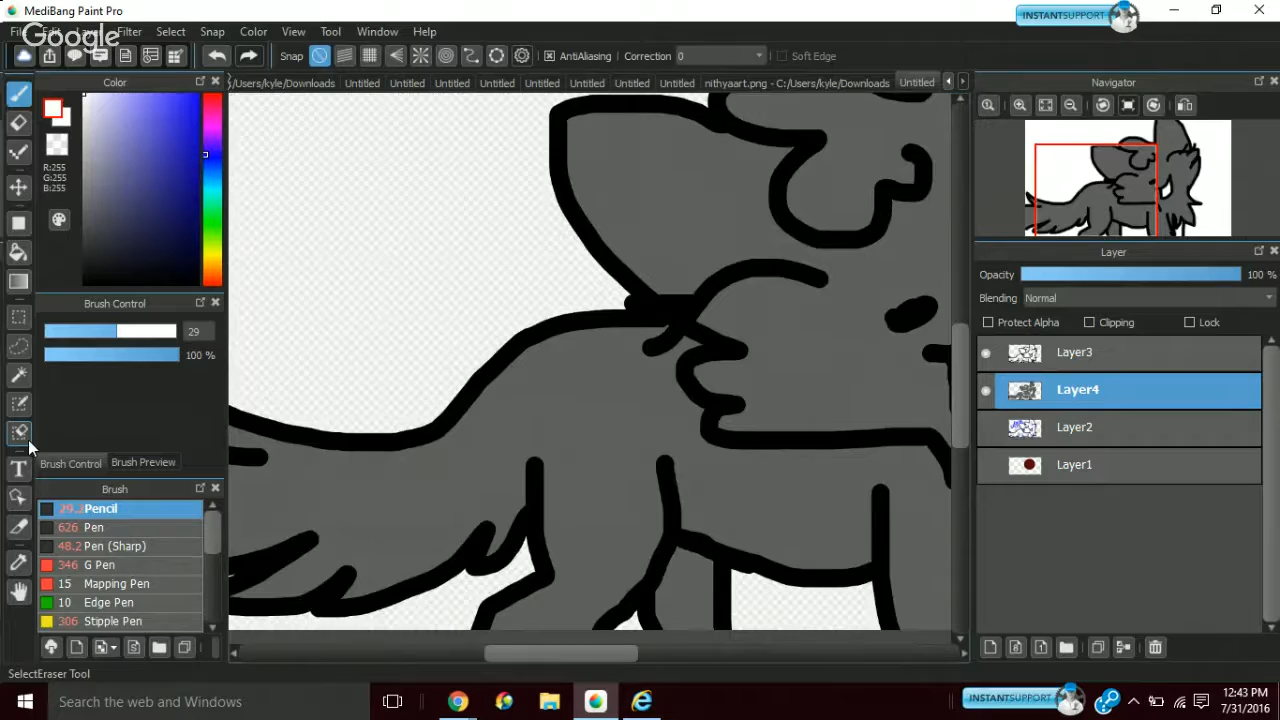 MediBang Paint Pro
INSTANTSUPPORT
File Edit Layer Filter Select Snap Color View Tool Window Help
Google
Snap AntiAliasing Correction 0 Soft Edge
Color
/Users/kyle/Downloads Untitled Untitled Untitled Untitled Untitled Untitled Untitled nithyaart.png - C:/Users/kyle/Downloads Untitled
Navigator
R:255
G:255
B:255
Brush Control
29
100 %
Brush Control Brush Preview
Brush
29.3 Pencil
626 Pen
48.2 Pen (Sharp)
346 G Pen
15 Mapping Pen
10 Edge Pen
306 Stipple Pen
Layer
Opacity 100 %
Blending Normal
Protect Alpha Clipping Lock
Layer3
Layer4
Layer2
Layer1
T
SelectEraser Tool
Search the web and Windows
INSTANTSUPPORT
12:43 PM
7/31/2016